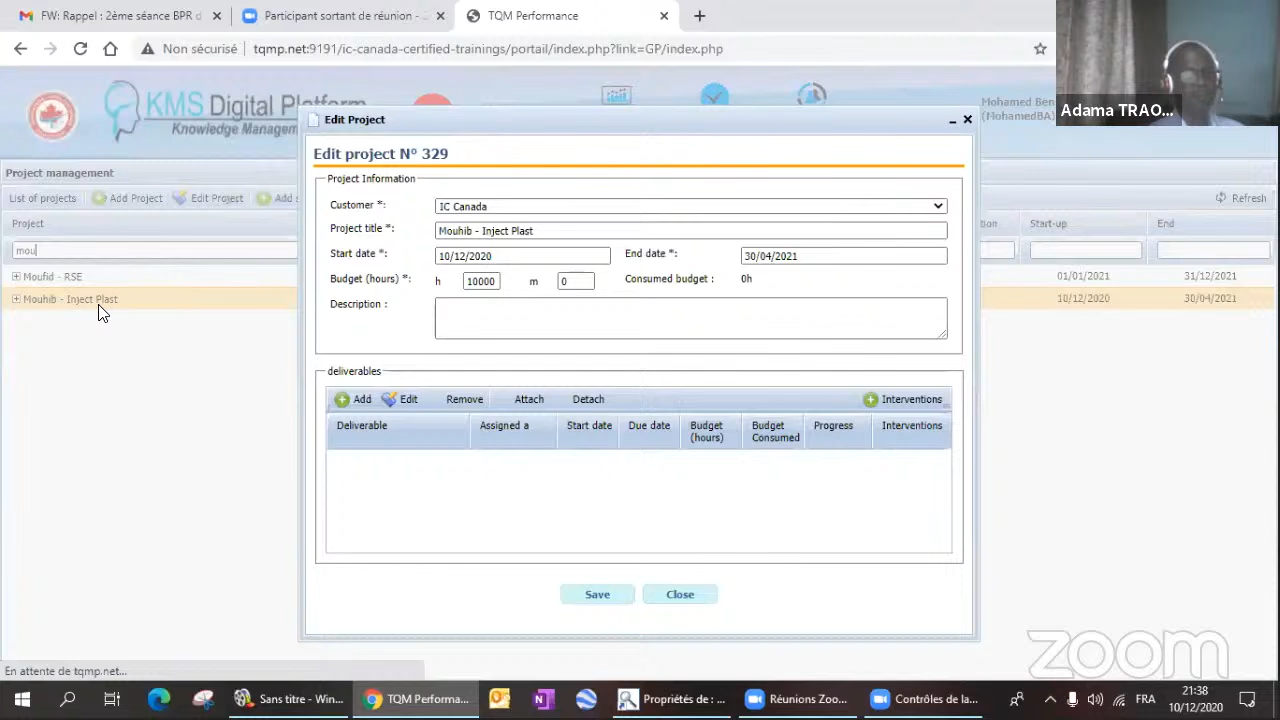 FW: Rappel : 2ème séance BPR d
Participant sortant de réunion -
TQM Performance
Non sécurisé
tqmp.net:9191/ic-canada-certified-trainings/portail/index.php?link=GP/index.php
Adama TRAO...
KMS Digital Platform
Knowledge Manag
Mohamed Ben
(MohamedBA)
Project management
List of projects
Add Project
Edit Project
Add s
Refresh
Project
tion
Start-up
End
mou
Moufid - RSE
01/01/2021
31/12/2021
Mouhib - Inject Plast
10/12/2020
30/04/2021
Edit Project
Edit project N° 329
Project Information
Customer *:
IC Canada
Project title *:
Mouhib - Inject Plast
Start date *:
10/12/2020
End date *:
30/04/2021
Budget (hours) *:
h
10000
m
0
Consumed budget :
0h
Description :
deliverables
Add
Edit
Remove
Attach
Detach
Interventions
Deliverable
Assigned a
Start date
Due date
Budget
(hours)
Budget
Consumed
Progress
Interventions
Save
Close
En attente de tqmp.net...
zoom
Sans titre - Win...
TQM Performa...
Propriétés de : ...
Réunions Zoo...
Contrôles de la...
FRA
21:38
10/12/2020